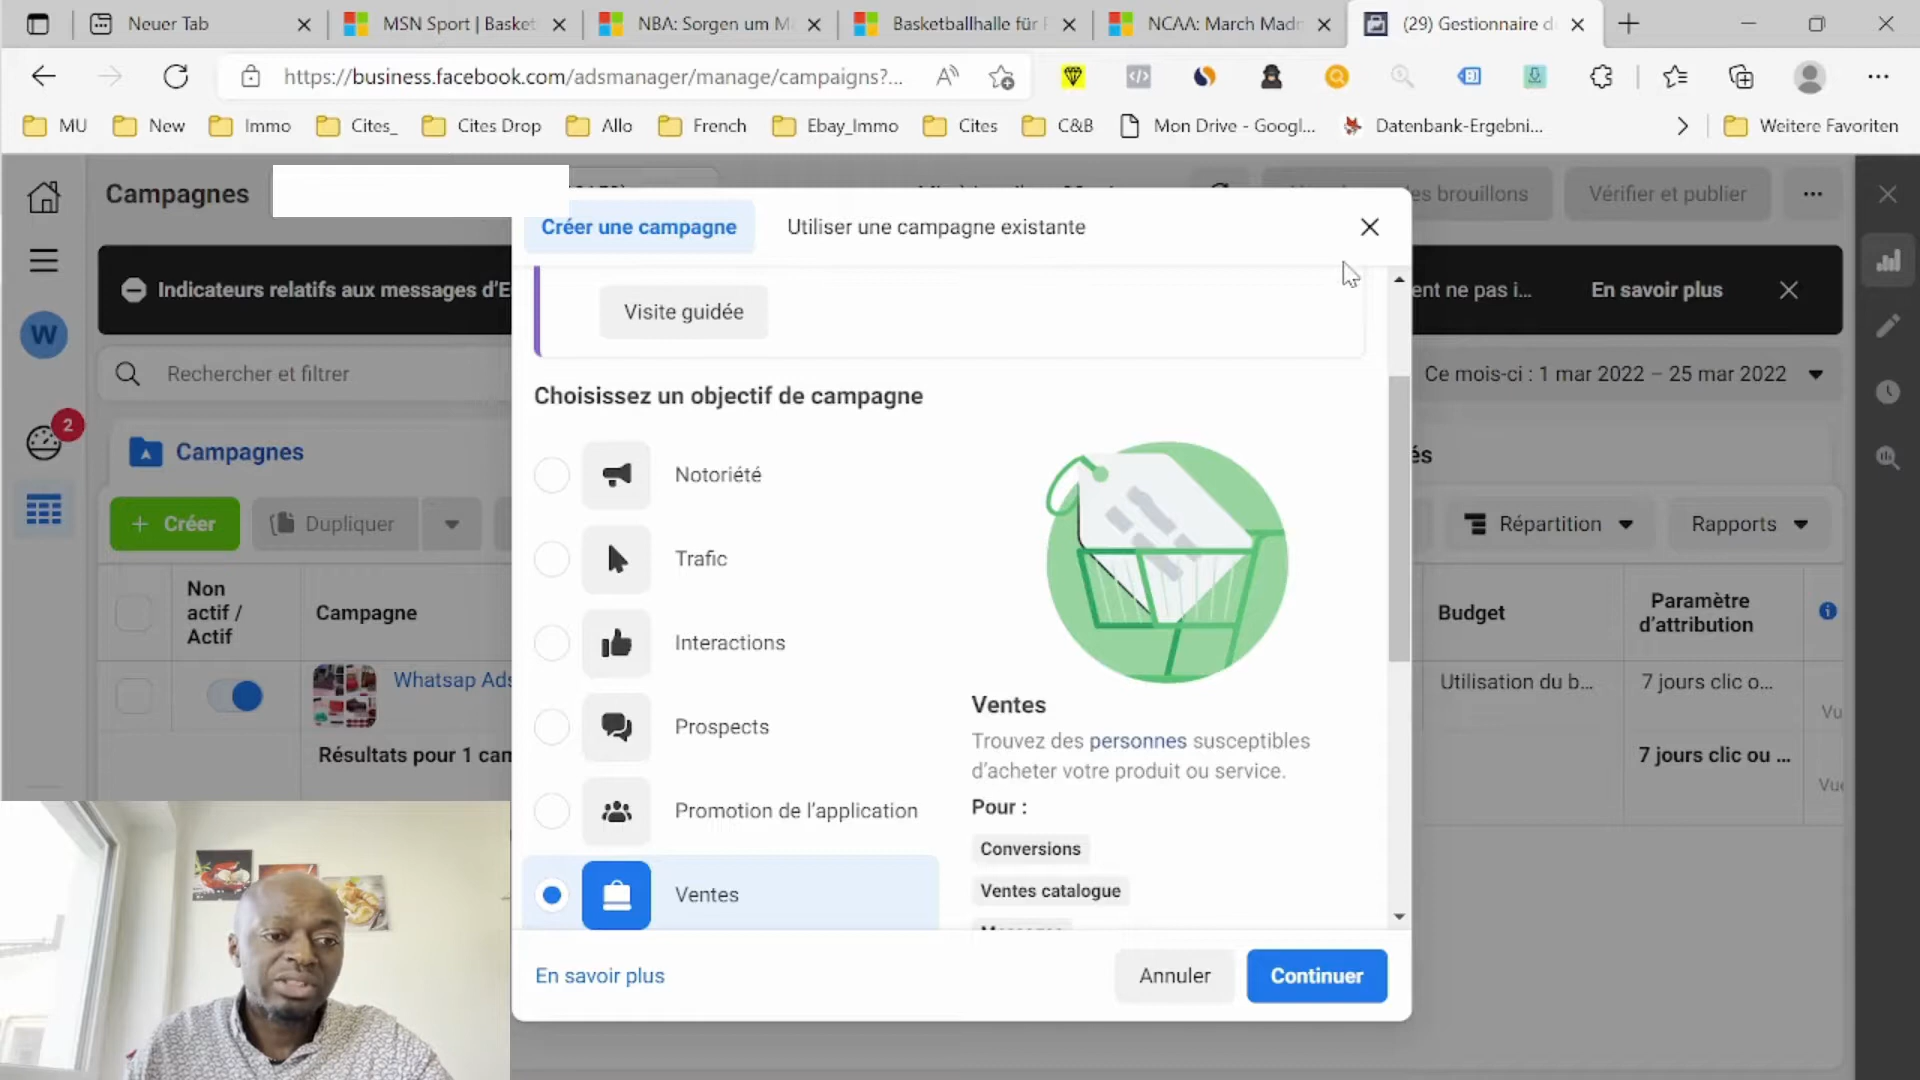 Neuer Tab
MSN Sport | Basket
NBA: Sorgen um M
Basketballhalle für
NCAA: March Madn
(29) Gestionnaire d
https://business.facebook.com/adsmanager/manage/campaigns?...
MU
New
Immo
Cites_
Cites Drop
Allo
French
Ebay_Immo
Cites
C&B
Mon Drive - Googl...
Datenbank-Ergebni...
Weitere Favoriten
Campagnes
es brouillons
Vérifier et publier
Créer une campagne
Utiliser une campagne existante
Indicateurs relatifs aux messages d’E
ent ne pas i...
En savoir plus
Visite guidée
W
Rechercher et filtrer
Ce mois-ci : 1 mar 2022 – 25 mar 2022
Choisissez un objectif de campagne
2
Campagnes
és
Notoriété
Créer
Dupliquer
Répartition
Rapports
Trafic
Non
actif /
Actif
Campagne
Budget
Paramètre
d’attribution
Interactions
Whatsap Ads
Utilisation du b...
7 jours clic o...
Vu
Résultats pour 1 cam
7 jours clic ou ...
Vue
Prospects
Promotion de l’application
Ventes
Ventes
Trouvez des personnes susceptibles
d’acheter votre produit ou service.
Pour :
Conversions
Ventes catalogue
En savoir plus
Annuler
Continuer